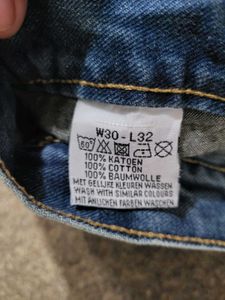 W30-L32
60°
100% KATOEN
100% COTTON
100% BAUMWOLLE
MET GELIJKE KLEUREN WASSEN
WASH WITH SIMILAR COLOURS
MIT ANLICHEN FARBEN WASCHEN